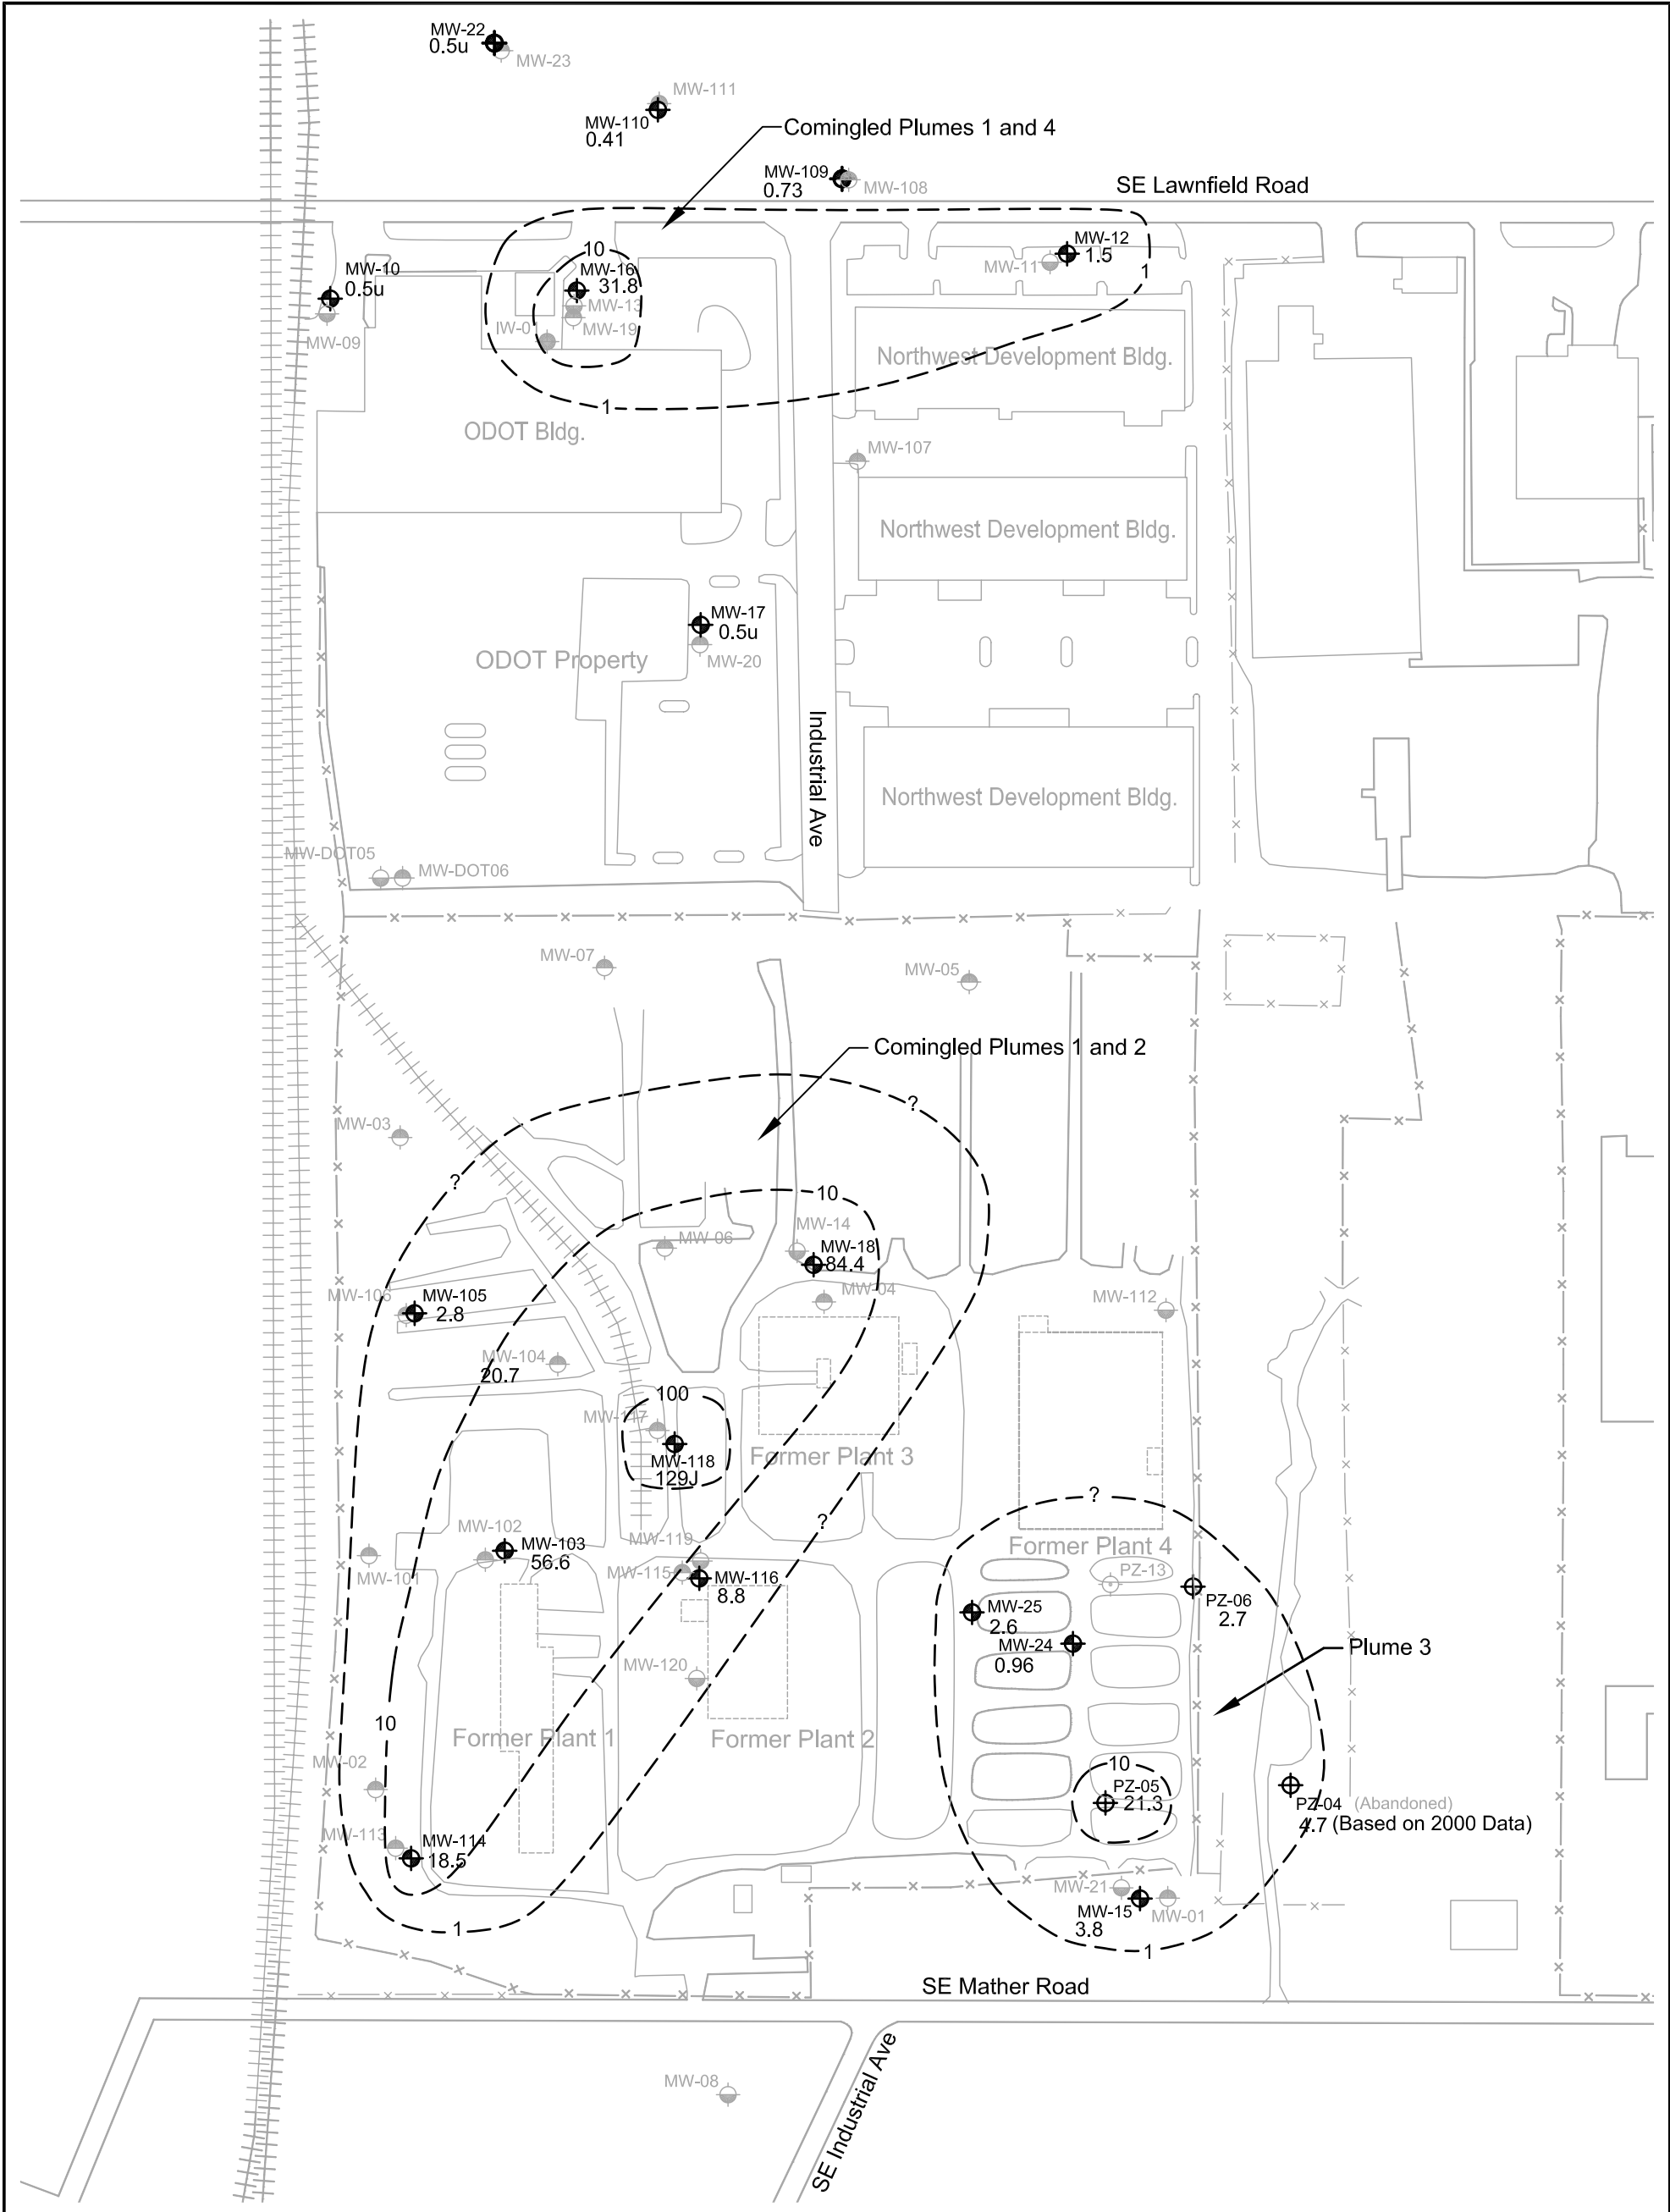 MW-22
0.5u
MW-23
MW-111
MW-110
0.41
Comingled Plumes 1 and 4
MW-109
0.73
MW-108
SE Lawnfield Road
10
MW-16
31.8
MW-13
MW-19
IW-0
MW-12
1.5
MW-11
1
MW-10
0.5u
MW-09
1
Northwest Development Bldg.
ODOT Bldg.
MW-107
Northwest Development Bldg.
MW-17
0.5u
MW-20
ODOT Property
Industrial Ave
Northwest Development Bldg.
MW-DOT05
MW-DOT06
MW-07
MW-05
Comingled Plumes 1 and 2
?
MW-03
?
10
MW-14
MW-18
84.4
MW-06
MW-04
MW-106
MW-105
2.8
MW-112
MW-104
20.7
100
MW-117
MW-118
129J
Former Plant 3
?
?
MW-102
MW-103
56.6
MW-101
MW-119
MW-115
MW-116
8.8
Former Plant 4
PZ-13
PZ-06
2.7
MW-25
2.6
MW-24
0.96
Plume 3
MW-120
10
Former Plant 1
Former Plant 2
MW-02
10
PZ-05
21.3
PZ-04 (Abandoned)
4.7 (Based on 2000 Data)
MW-113
MW-114
18.5
MW-21
MW-15
3.8
MW-01
1
1
SE Mather Road
SE Industrial Ave
MW-08